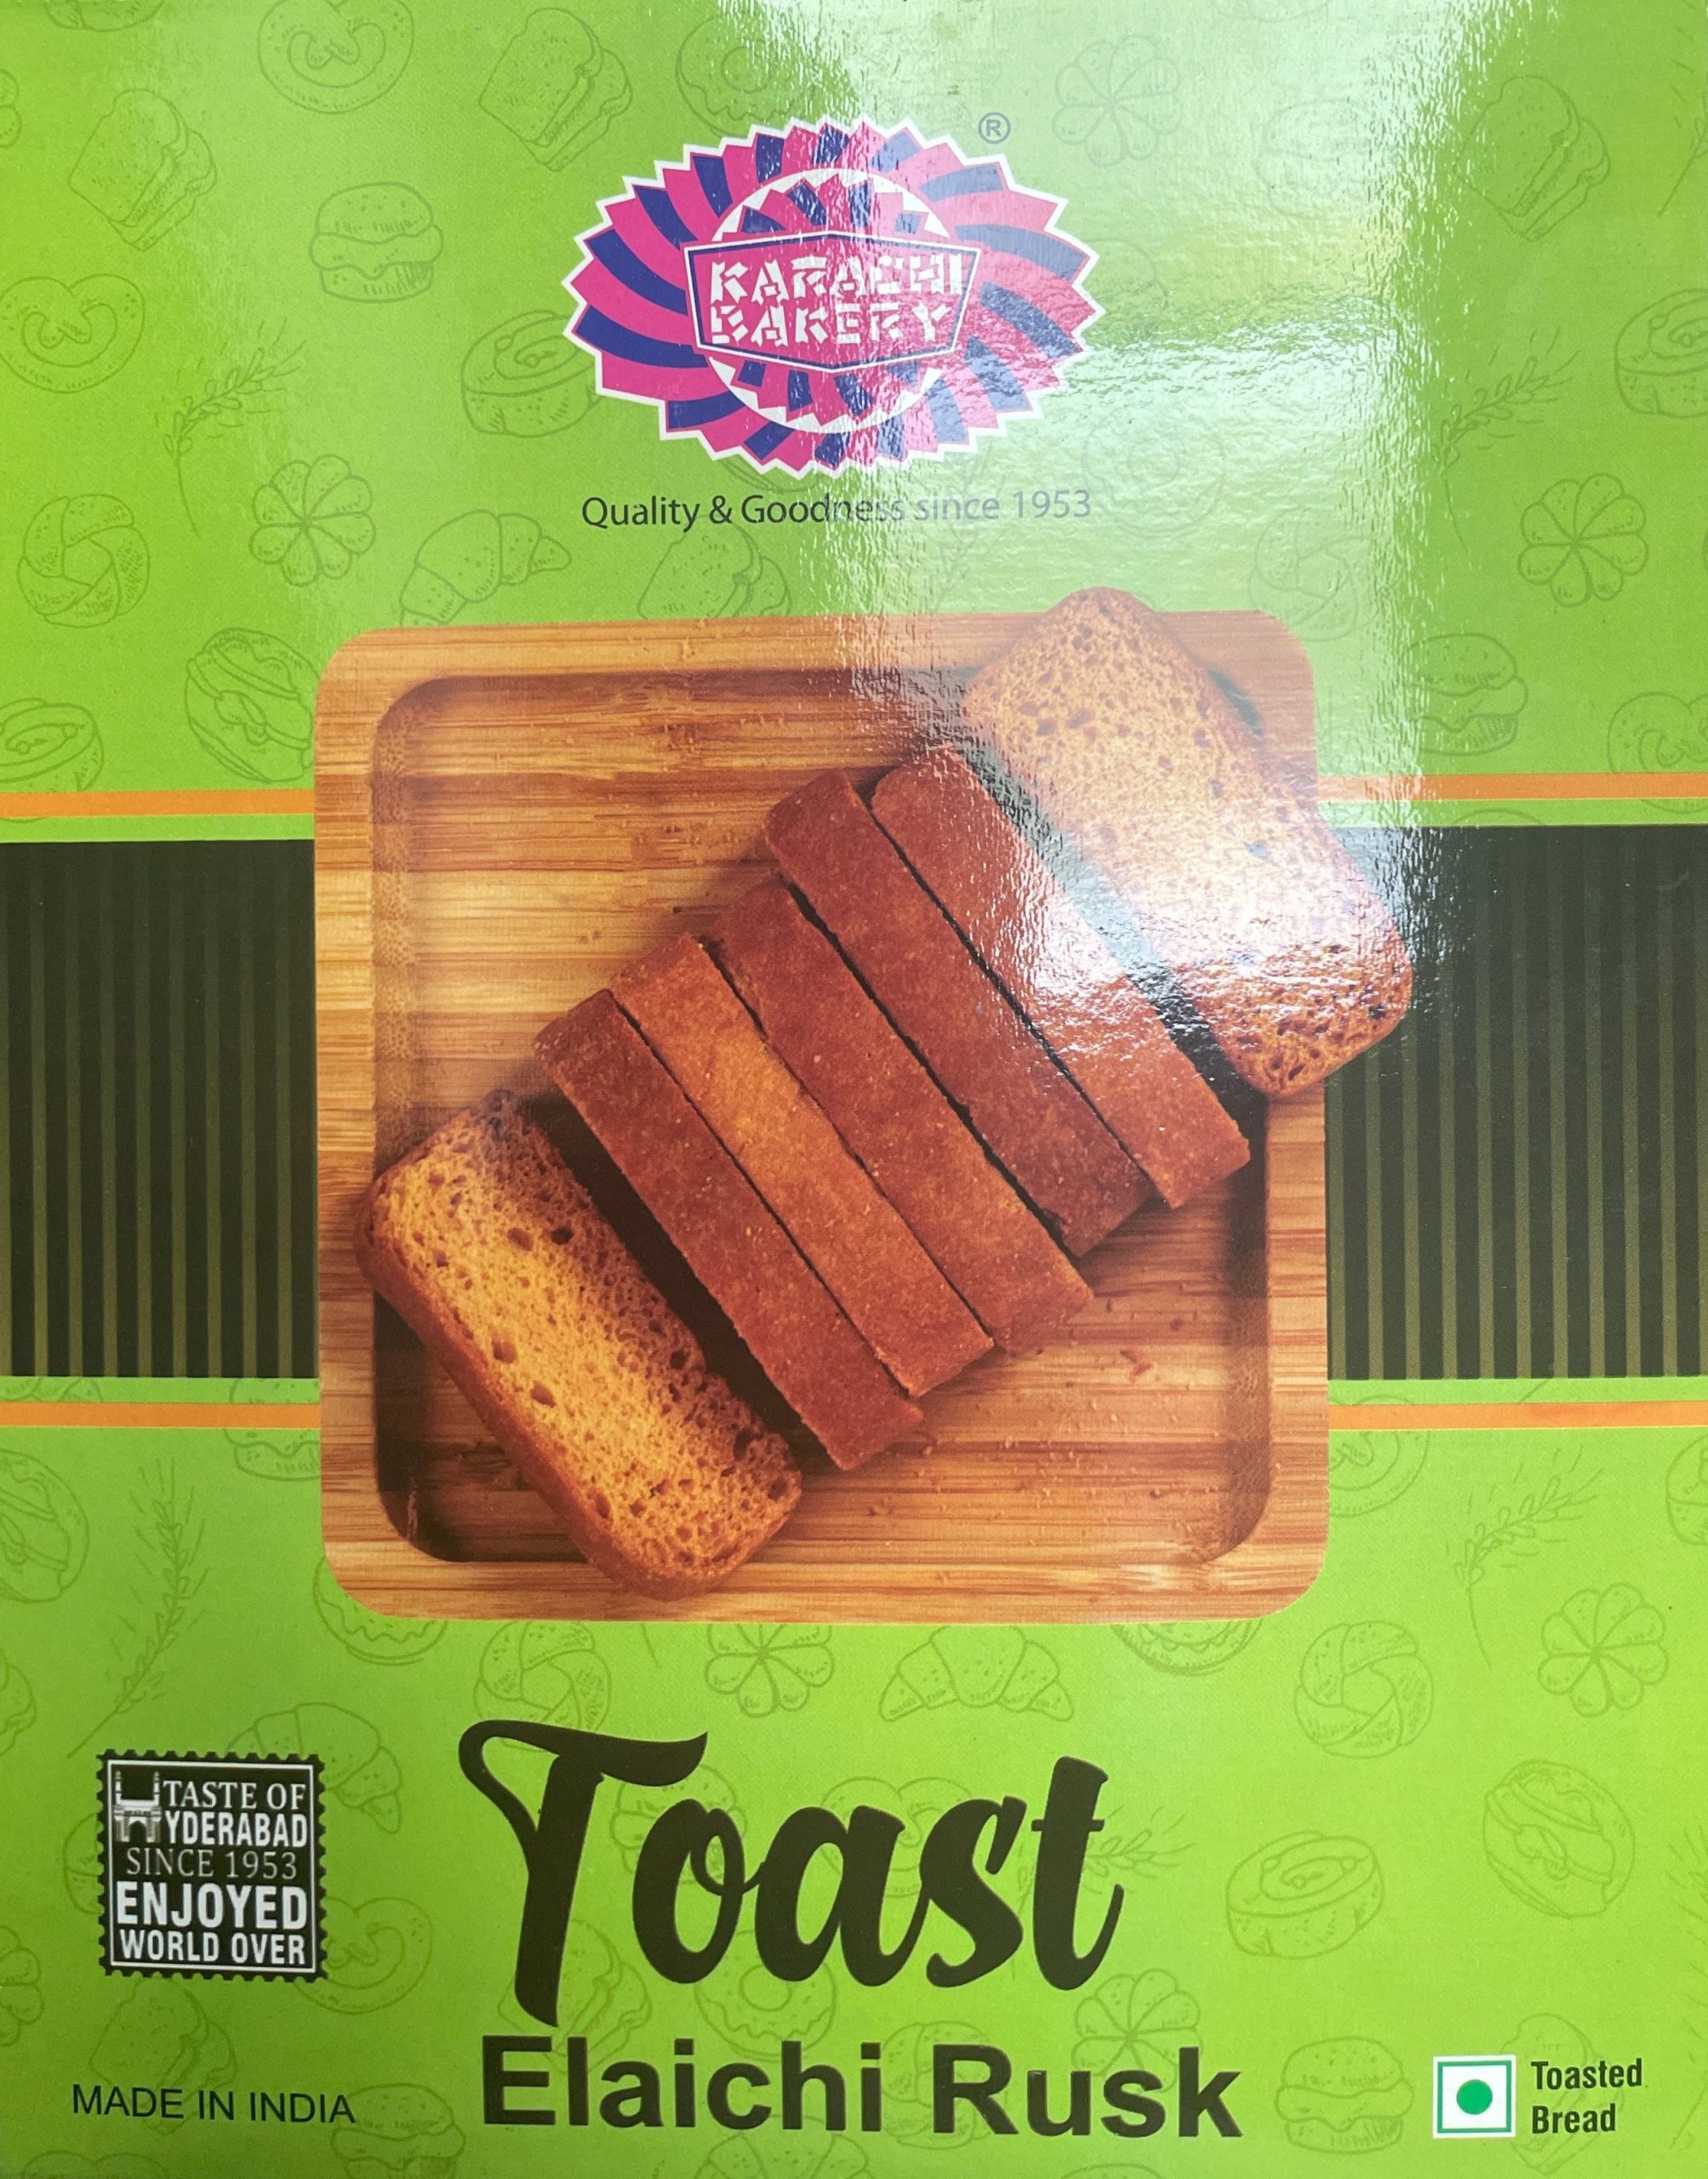 ®
KARACHI
BAKERY
Quality & Goodness since 1953
TASTE OF
HYDERABAD
SINCE 1953
ENJOYED
WORLD OVER
Toast
Elaichi Rusk
MADE IN INDIA
Toasted
Bread